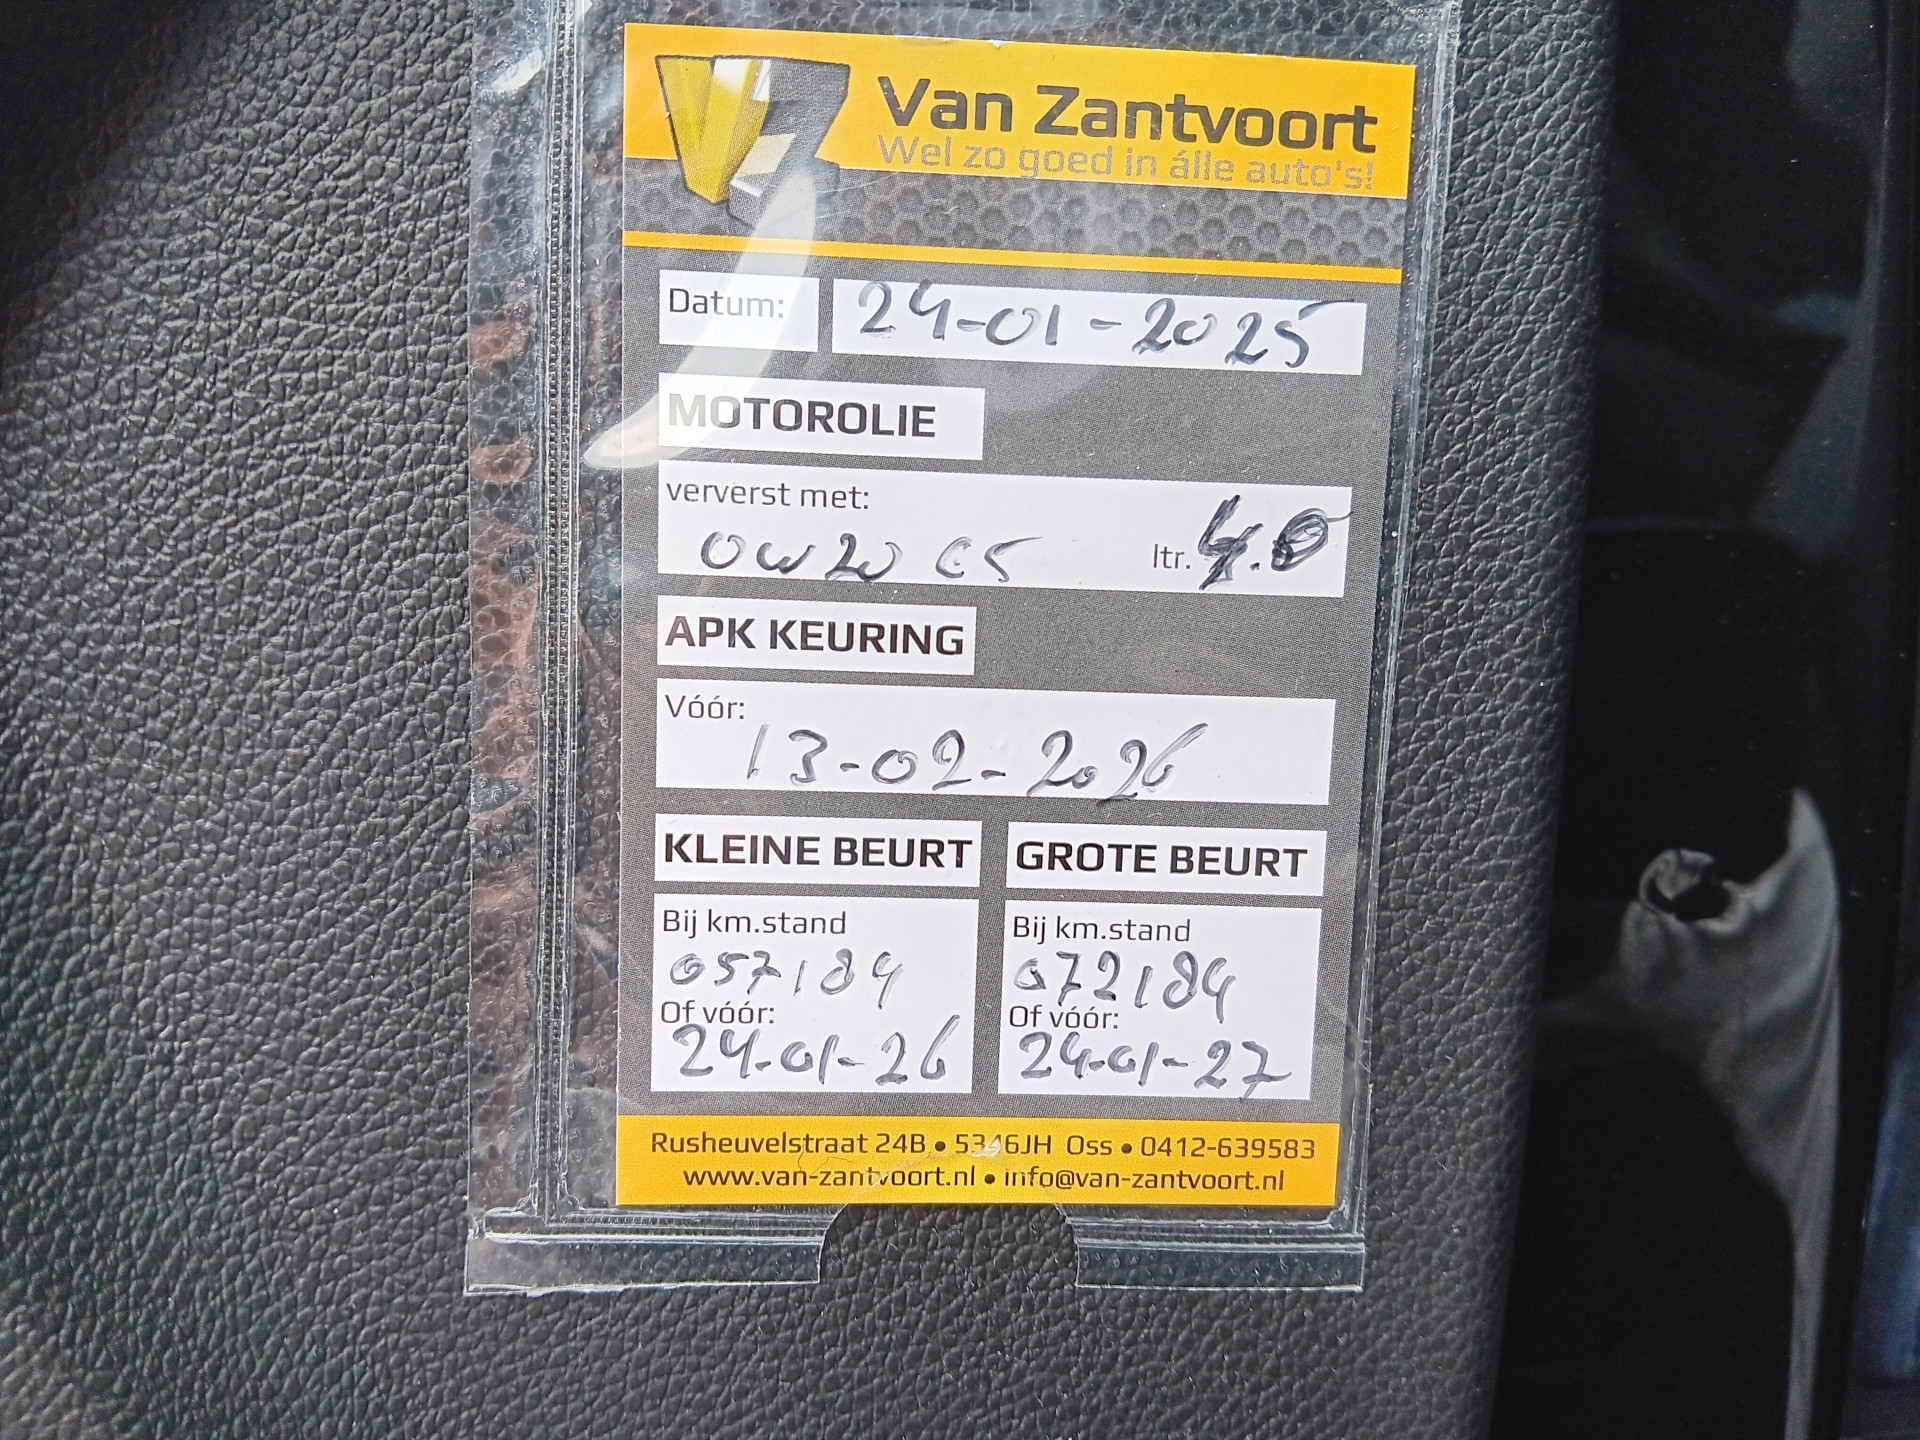 VZ
Van Zantvoort
Wel zo goed in álle auto's!
Datum: 24-01-2025
MOTOROLIE
ververst met:
0W20 C5 ltr. 4.0
APK KEURING
Vóór:
13-02-2026
KLEINE BEURT
Bij km.stand
057184
Of vóór:
24-01-26
GROTE BEURT
Bij km.stand
072184
Of vóór:
24-01-27
Rusheuvelstraat 24B • 5346JH Oss • 0412-639583
www.van-zantvoort.nl • info@van-zantvoort.nl